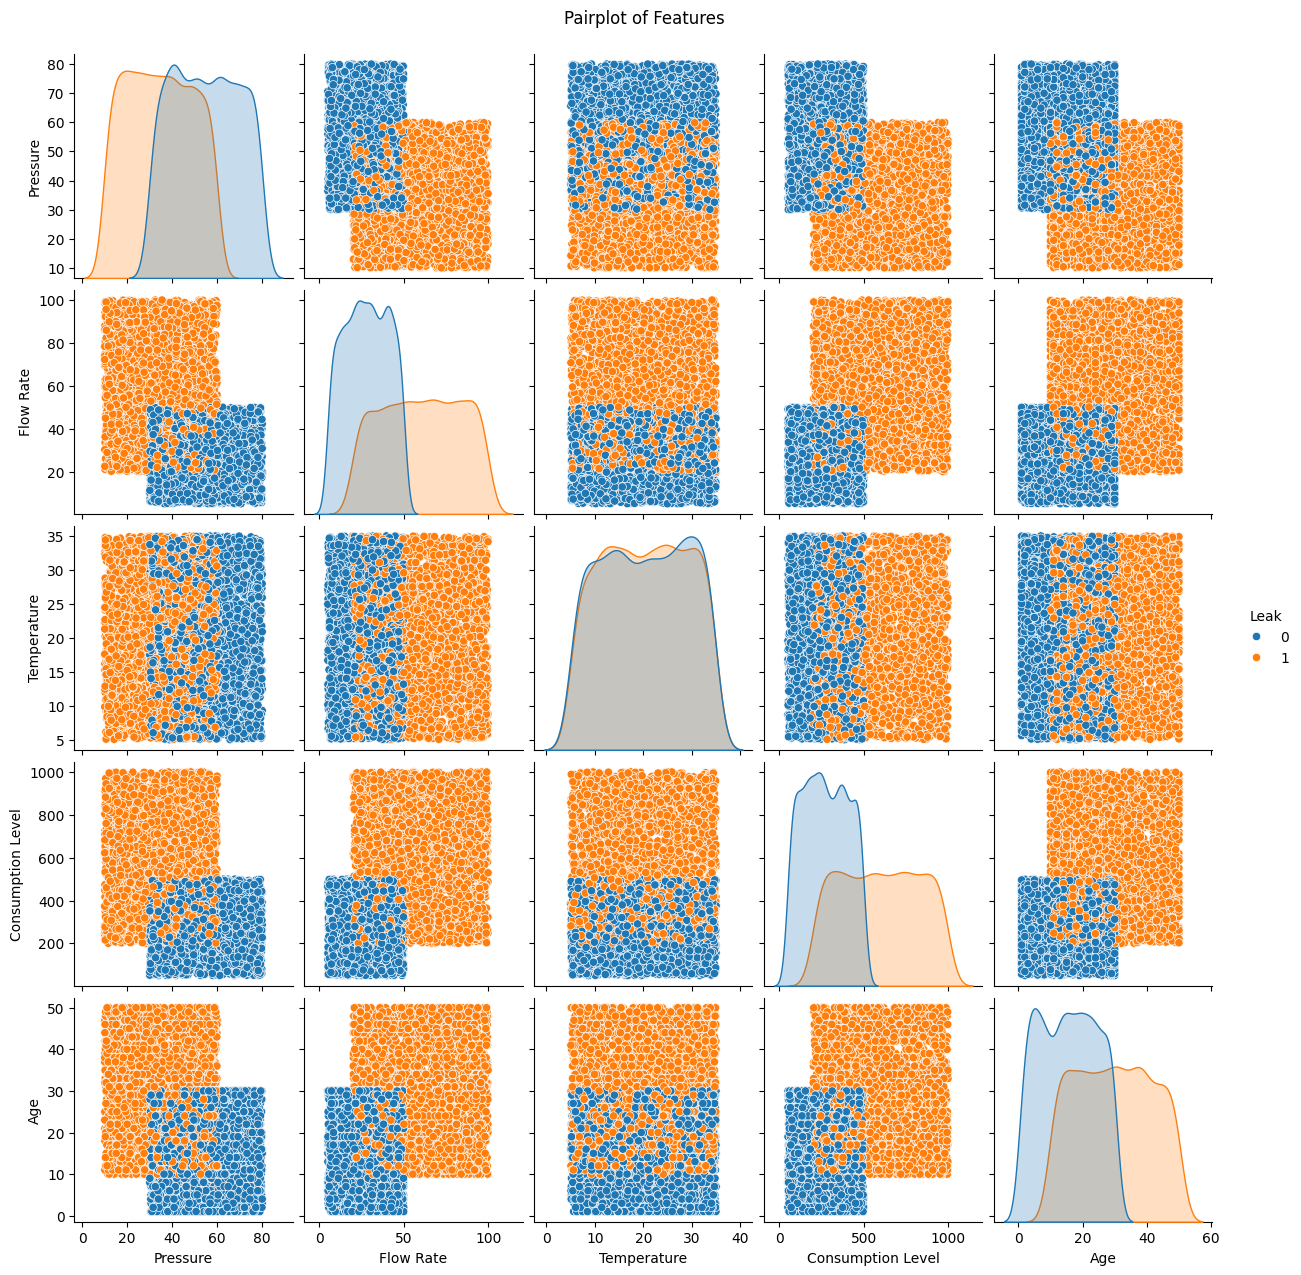 Pairplot of Features
80
70
60
50
40
30
20
10
Pressure
100
80
60
40
20
Flow Rate
35
30
25
20
15
10
5
Temperature
Leak
0
1
1000
800
600
400
200
Consumption Level
50
40
30
20
10
0
Age
0 20 40 60 80
0 50 100
0 10 20 30 40
0 500 1000
0 20 40 60
Pressure Flow Rate Temperature Consumption Level Age